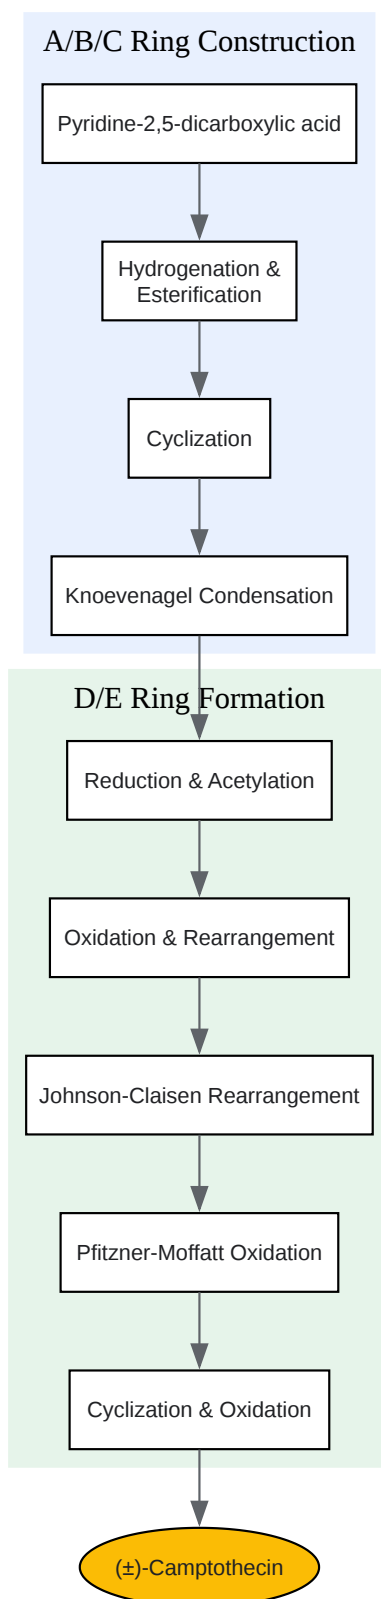 A/B/C Ring Construction
Pyridine-2,5-dicarboxylic acid
Hydrogenation &
Esterification
Cyclization
Knoevenagel Condensation
D/E Ring Formation
Reduction & Acetylation
Oxidation & Rearrangement
Johnson-Claisen Rearrangement
Pfitzner-Moffatt Oxidation
Cyclization & Oxidation
(±)-Camptothecin